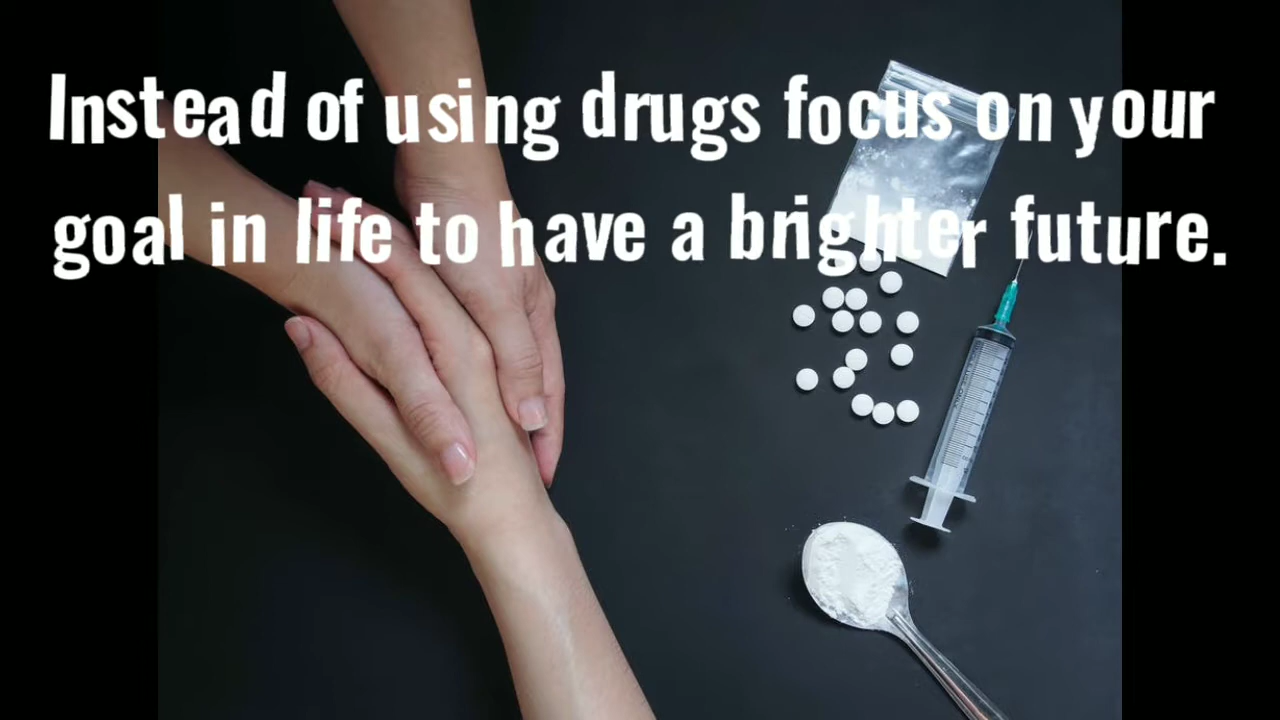 Instead of using drugs focus on your
goal in life to have a brighter future.